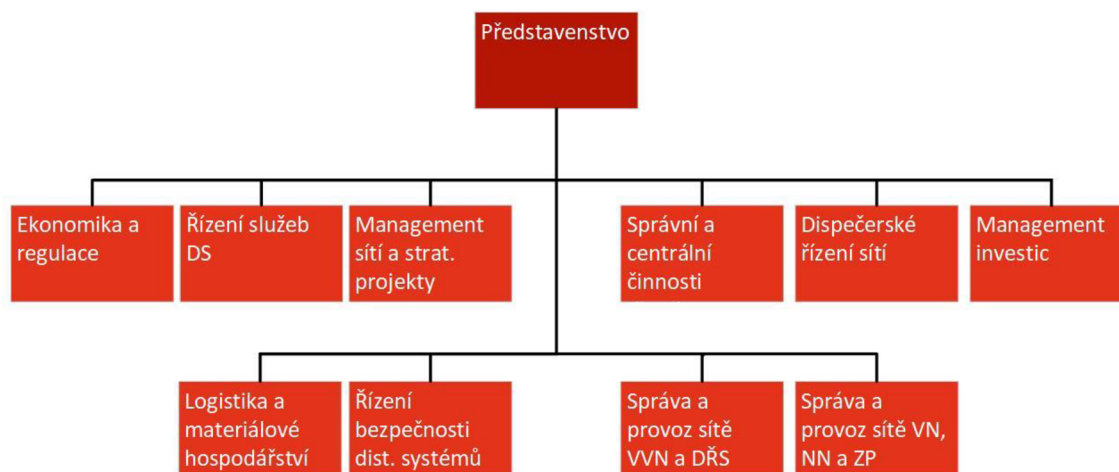 Představenstvo
Ekonomika a
regulace
Řízení služeb
DS
Management
sítí a strat.
projekty
Správní a
centrální
činnosti
Dispečerské
řízení sítí
Management
investic
Logistika a
materiálové
hospodářství
Řízení
bezpečnosti
dist. systémů
Správa a
provoz sítě
VVN a DŘS
Správa a
provoz sítě VN,
NN a ZP